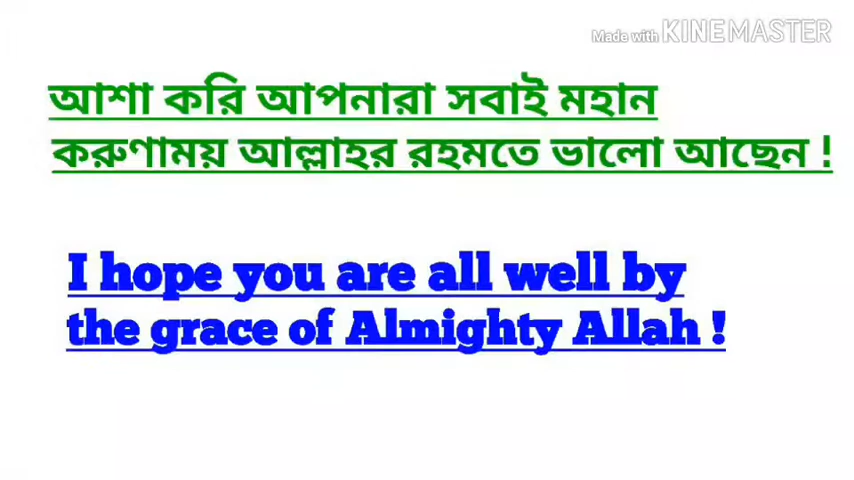 Made with KINEMASTER
আশা করি আপনারা সবাই মহান
করুণাময় আল্লাহর রহমতে ভালো আছেন !
I hope you are all well by
the grace of Almighty Allah !